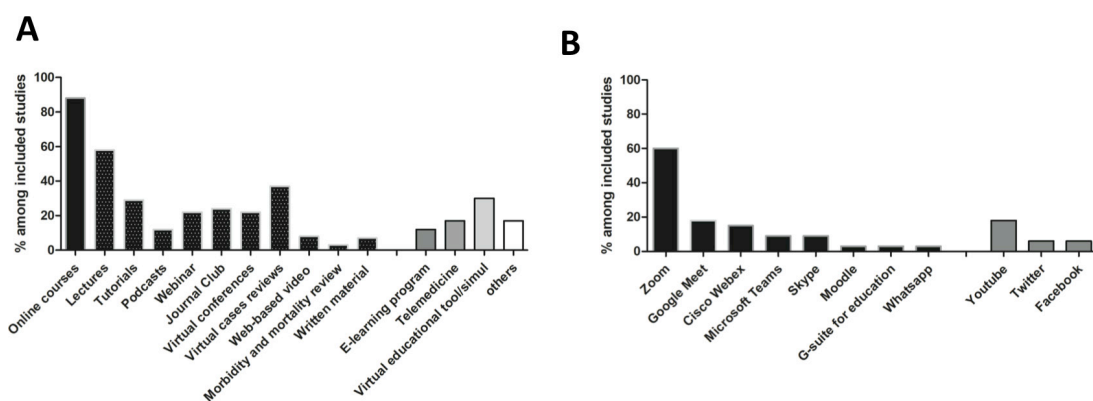 A
% among included studies
100
80
60
40
20
0
Online courses
Lectures
Tutorials
Podcasts
Webinar
Journal Club
Virtual conferences
Virtual cases reviews
Web-based video
Morbidity and mortality review
Written material
E-learning program
Telemedicine
Virtual educational tool/simul
others
B
% among included studies
100
80
60
40
20
0
Zoom
Google Meet
Cisco Webex
Microsoft Teams
Skype
Moodle
G-suite for education
Whatsapp
Youtube
Twitter
Facebook